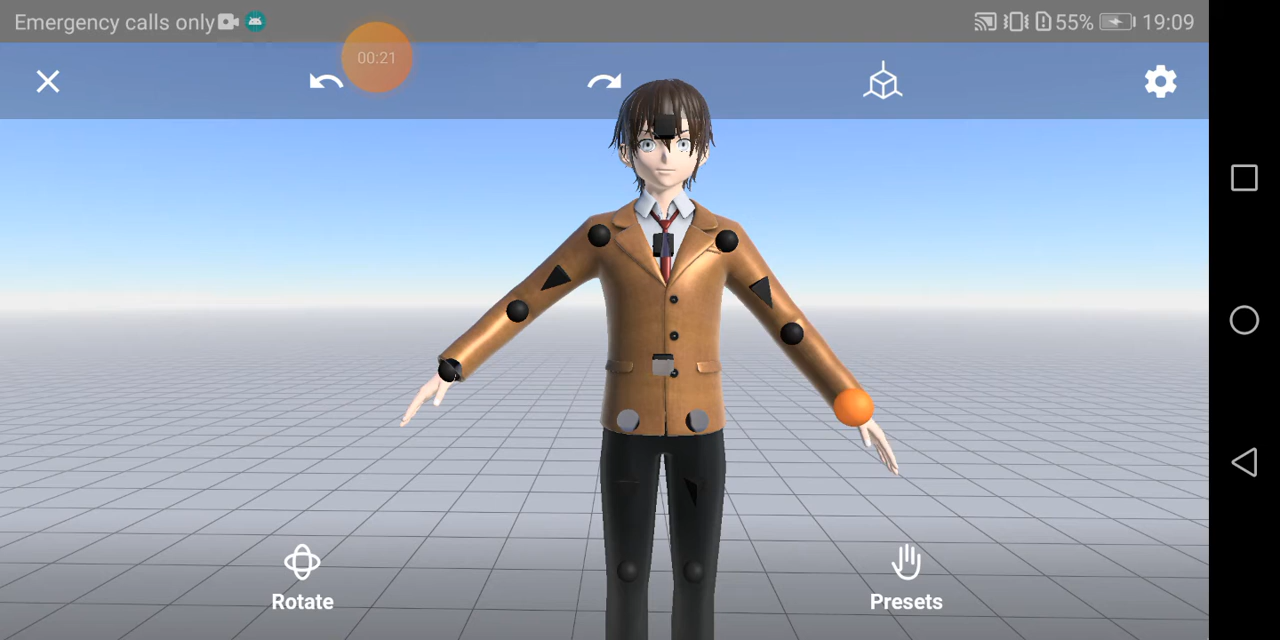 Emergency calls only
55%
19:09
00:21
Rotate
Presets